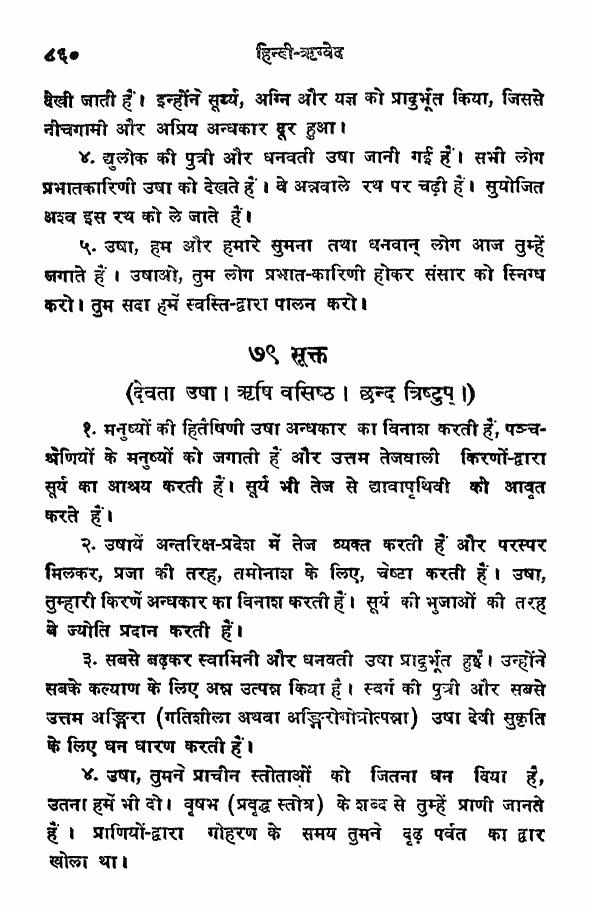 ८६० हिन्दी-ऋग्वेद
देखी जाती हैं। इन्होंने सूर्य्य, अग्नि और यज्ञ को प्रादुर्भूत किया, जिससे
नीचगामी और अप्रिय अन्धकार दूर हुआ।
४. द्युलोक की पुत्री और धनवती उषा जानी गई हैं। सभी लोग
प्रभातकारिणी उषा को देखते हैं। वे अन्नवाले रथ पर चढ़ी हैं। सुयोजित
अश्व इस रथ को ले जाते हैं।
५. उषा, हम और हमारे सुमना तथा धनवान् लोग आज तुम्हें
जगाते हैं। उषाओ, तुम लोग प्रभात-कारिणी होकर संसार को स्निग्ध
करो। तुम सदा हमें स्वस्ति-द्वारा पालन करो।
७९ सूक्त
(देवता उषा। ऋषि वसिष्ठ। छन्द त्रिष्टुप्।)
१. मनुष्यों की हितैषिणी उषा अन्धकार का विनाश करती हैं, पञ्च-
श्रेणियों के मनुष्यों को जगाती हैं और उत्तम तेजवाली किरणों-द्वारा
सूर्य का आश्रय करती हैं। सूर्य भी तेज से द्यावापृथिवी को आवृत
करते हैं।
२. उषायें अन्तरिक्ष-प्रदेश में तेज व्यक्त करती हैं और परस्पर
मिलकर, प्रजा की तरह, तमोनाश के लिए, चेष्टा करती हैं। उषा,
तुम्हारी किरणें अन्धकार का विनाश करती हैं। सूर्य की भुजाओं की तरह
वे ज्योति प्रदान करती हैं।
३. सबसे बढ़कर स्वामिनी और धनवती उषा प्रादुर्भूत हुईं। उन्होंने
सबके कल्याण के लिए अन्न उत्पन्न किया है। स्वर्ग की पुत्री और सबसे
उत्तम अङ्गिरा (गतिशीला अथवा अङ्गिरोगोत्रोत्पन्ना) उषा देवी सुकृति
के लिए धन धारण करती हैं।
४. उषा, तुमने प्राचीन स्तोताओं को जितना धन दिया है,
उतना हमें भी दो। वृषभ (प्रवृद्ध स्तोत्र) के शब्द से तुम्हें प्राणी जानते
हैं। प्राणियों-द्वारा गोहरण के समय तुमने दृढ़ पर्वत का द्वार
खोला था।